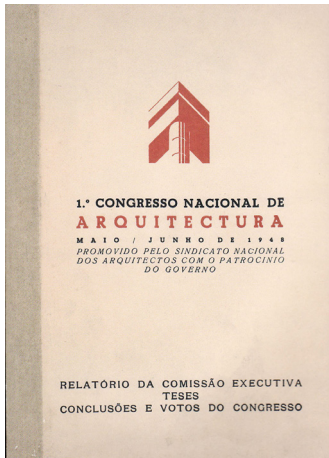 1.º CONGRESSO NACIONAL DE
ARQUITECTURA
MAIO / JUNHO DE 1948
PROMOVIDO PELO SINDICATO NACIONAL
DOS ARQUITECTOS COM O PATROCINIO
DO GOVERNO
RELATÓRIO DA COMISSÃO EXECUTIVA
TESES
CONCLUSÕES E VOTOS DO CONGRESSO